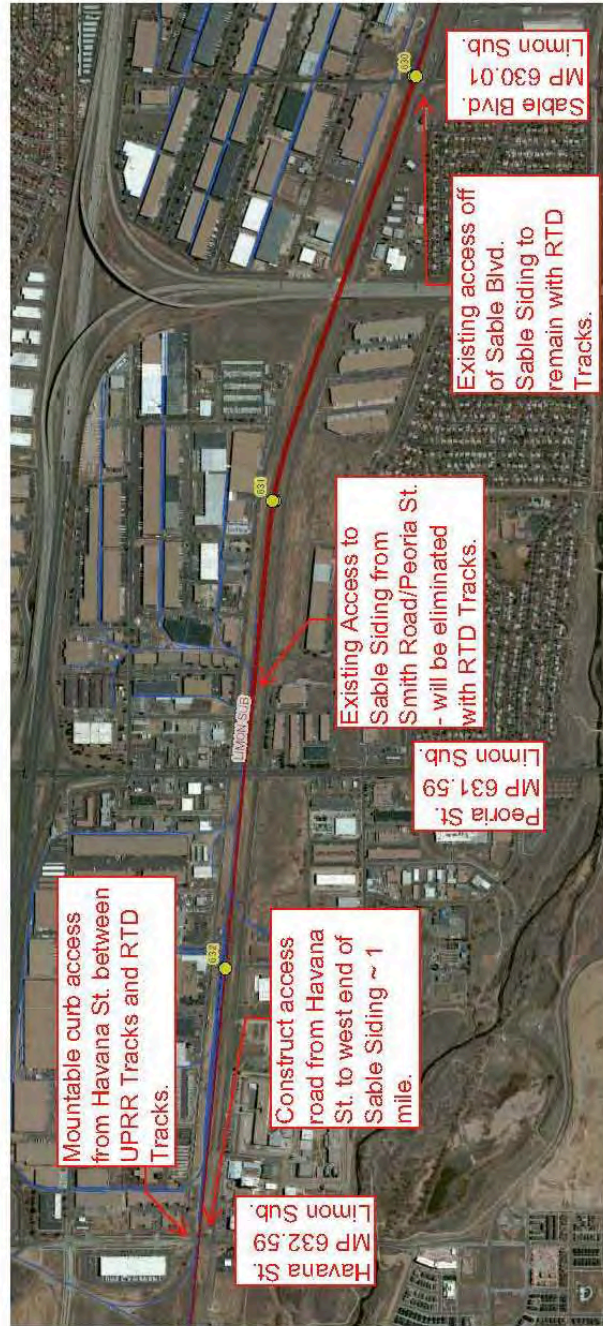 Mountable curb access
from Havana St. between
UPRR Tracks and RTD
Tracks.
Havana St.
MP 632.59
Limon Sub.
Construct access
road from Havana
St. to west end of
Sable Siding ~ 1
mile.
632
LIMON SUB
Peoria St.
MP 631.59
Limon Sub.
Existing Access to
Sable Siding from
Smith Road/Peoria St.
- will be eliminated
with RTD Tracks.
631
Existing access off
of Sable Blvd.
Sable Siding to
remain with RTD
Tracks.
630
Sable Blvd.
MP 630.01
Limon Sub.